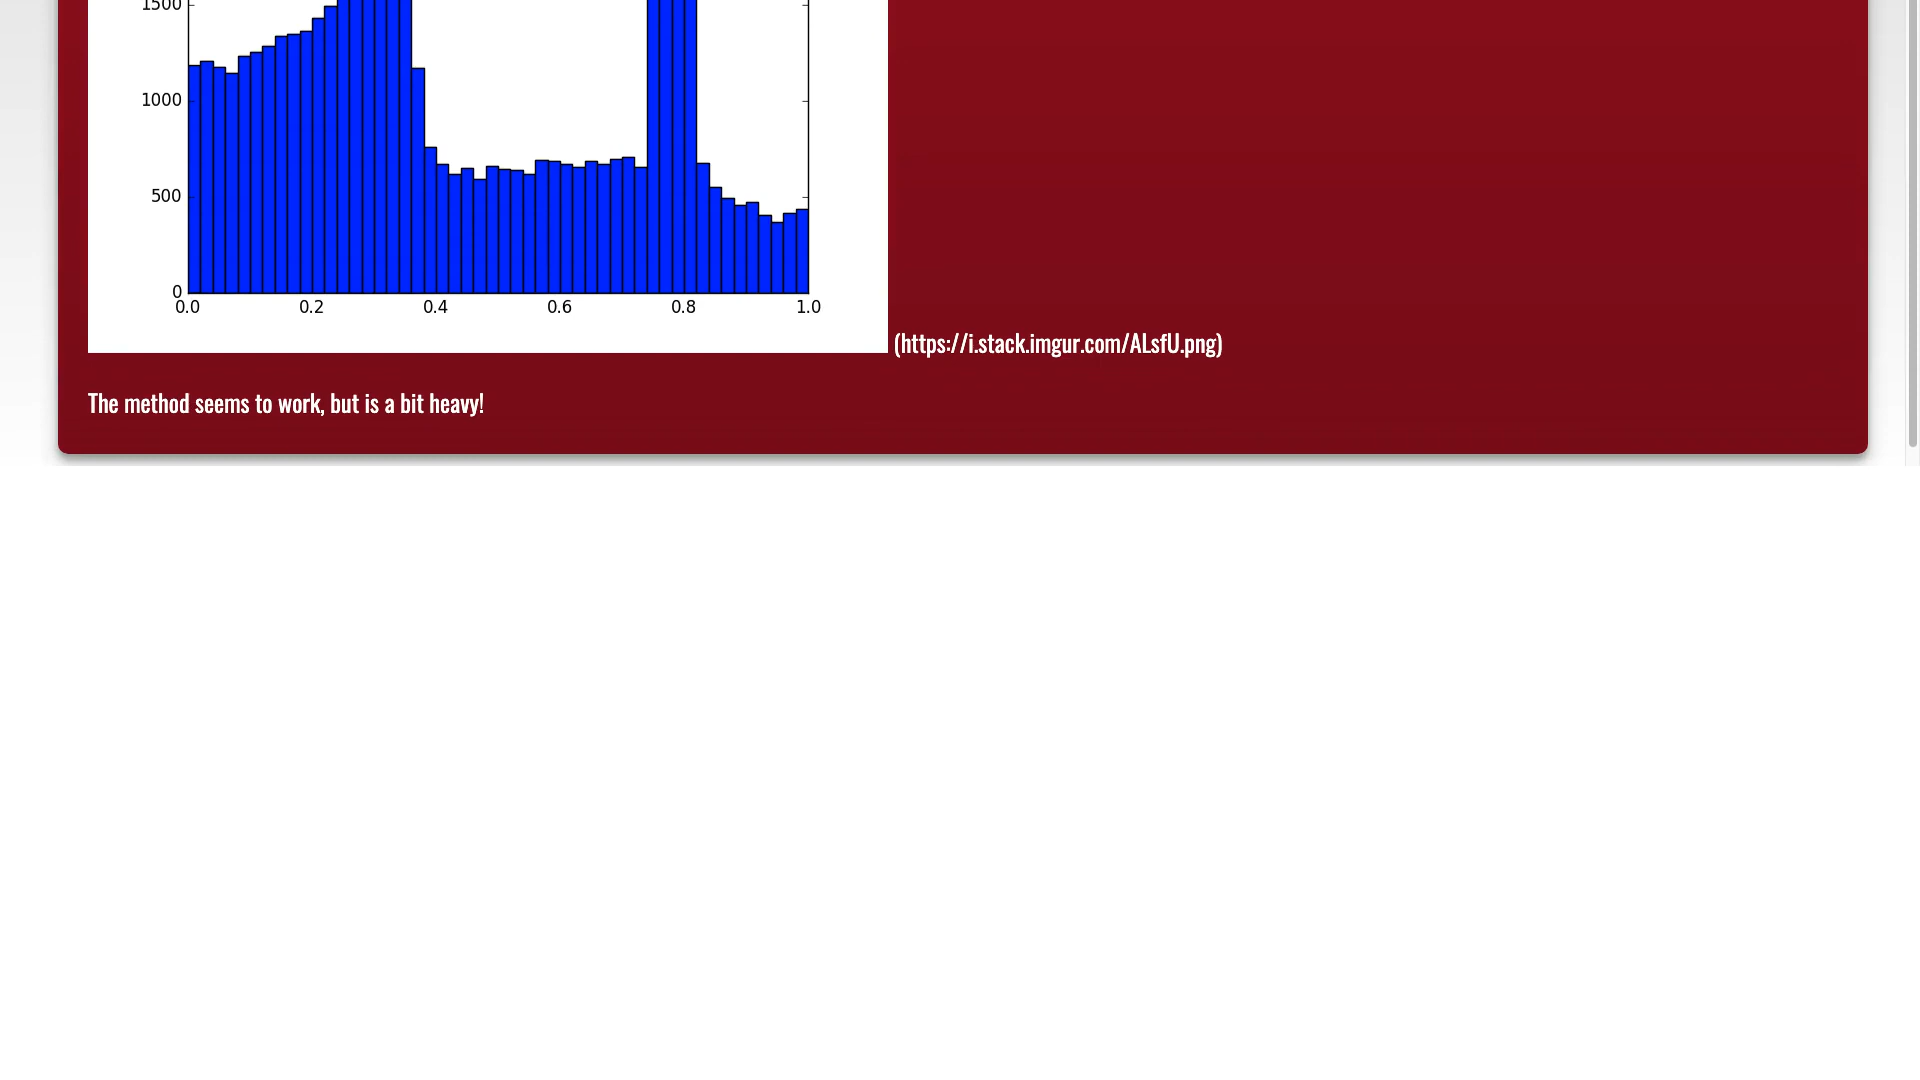 1500
1000
500
0
0.0 0.2 0.4 0.6 0.8 1.0
(https://i.stack.imgur.com/ALsfU.png)
The method seems to work, but is a bit heavy!